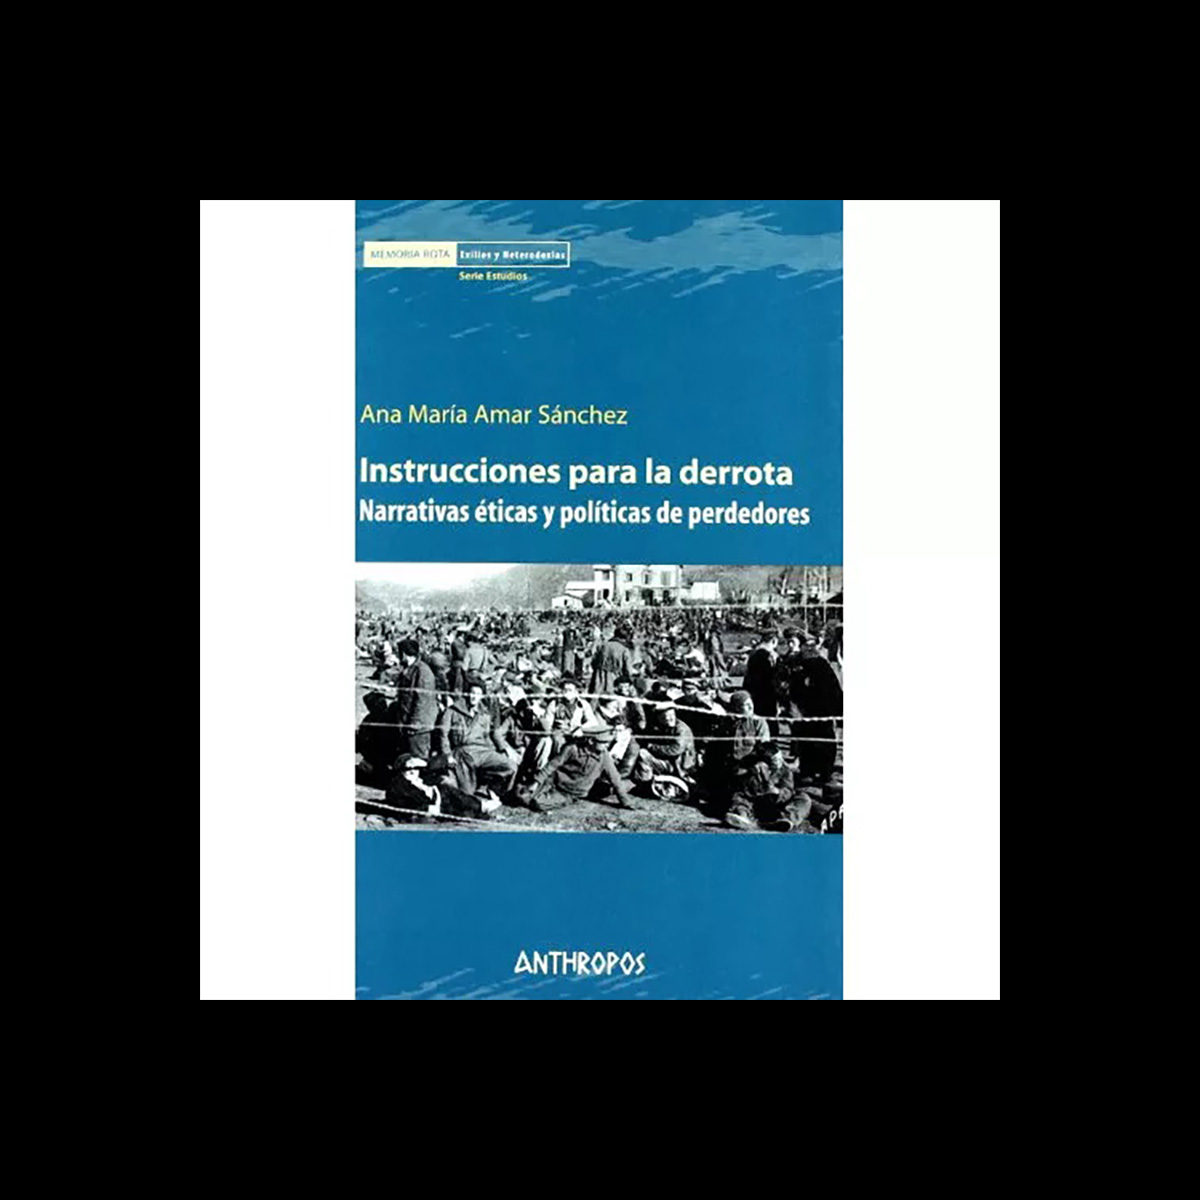 MEMORIA ROTA
Exilios y Heterodoxias
Serie Estudios
Ana María Amar Sánchez
Instrucciones para la derrota
Narrativas éticas y políticas de perdedores
ANTHROPOS